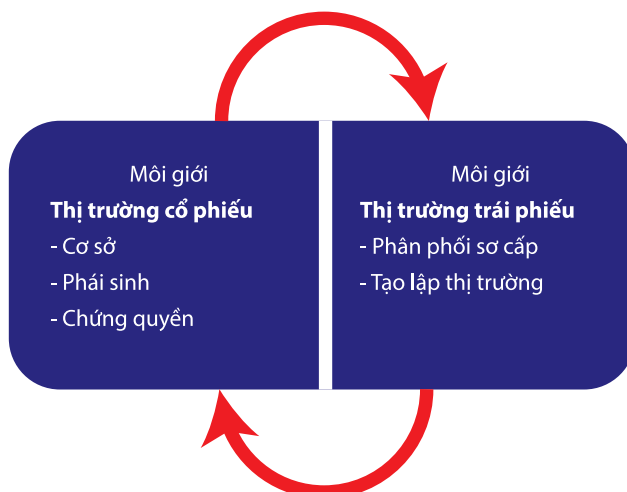 Môi giới
Thị trường cổ phiếu
- Cơ sở
- Phái sinh
- Chứng quyền
Môi giới
Thị trường trái phiếu
- Phân phối sơ cấp
- Tạo lập thị trường